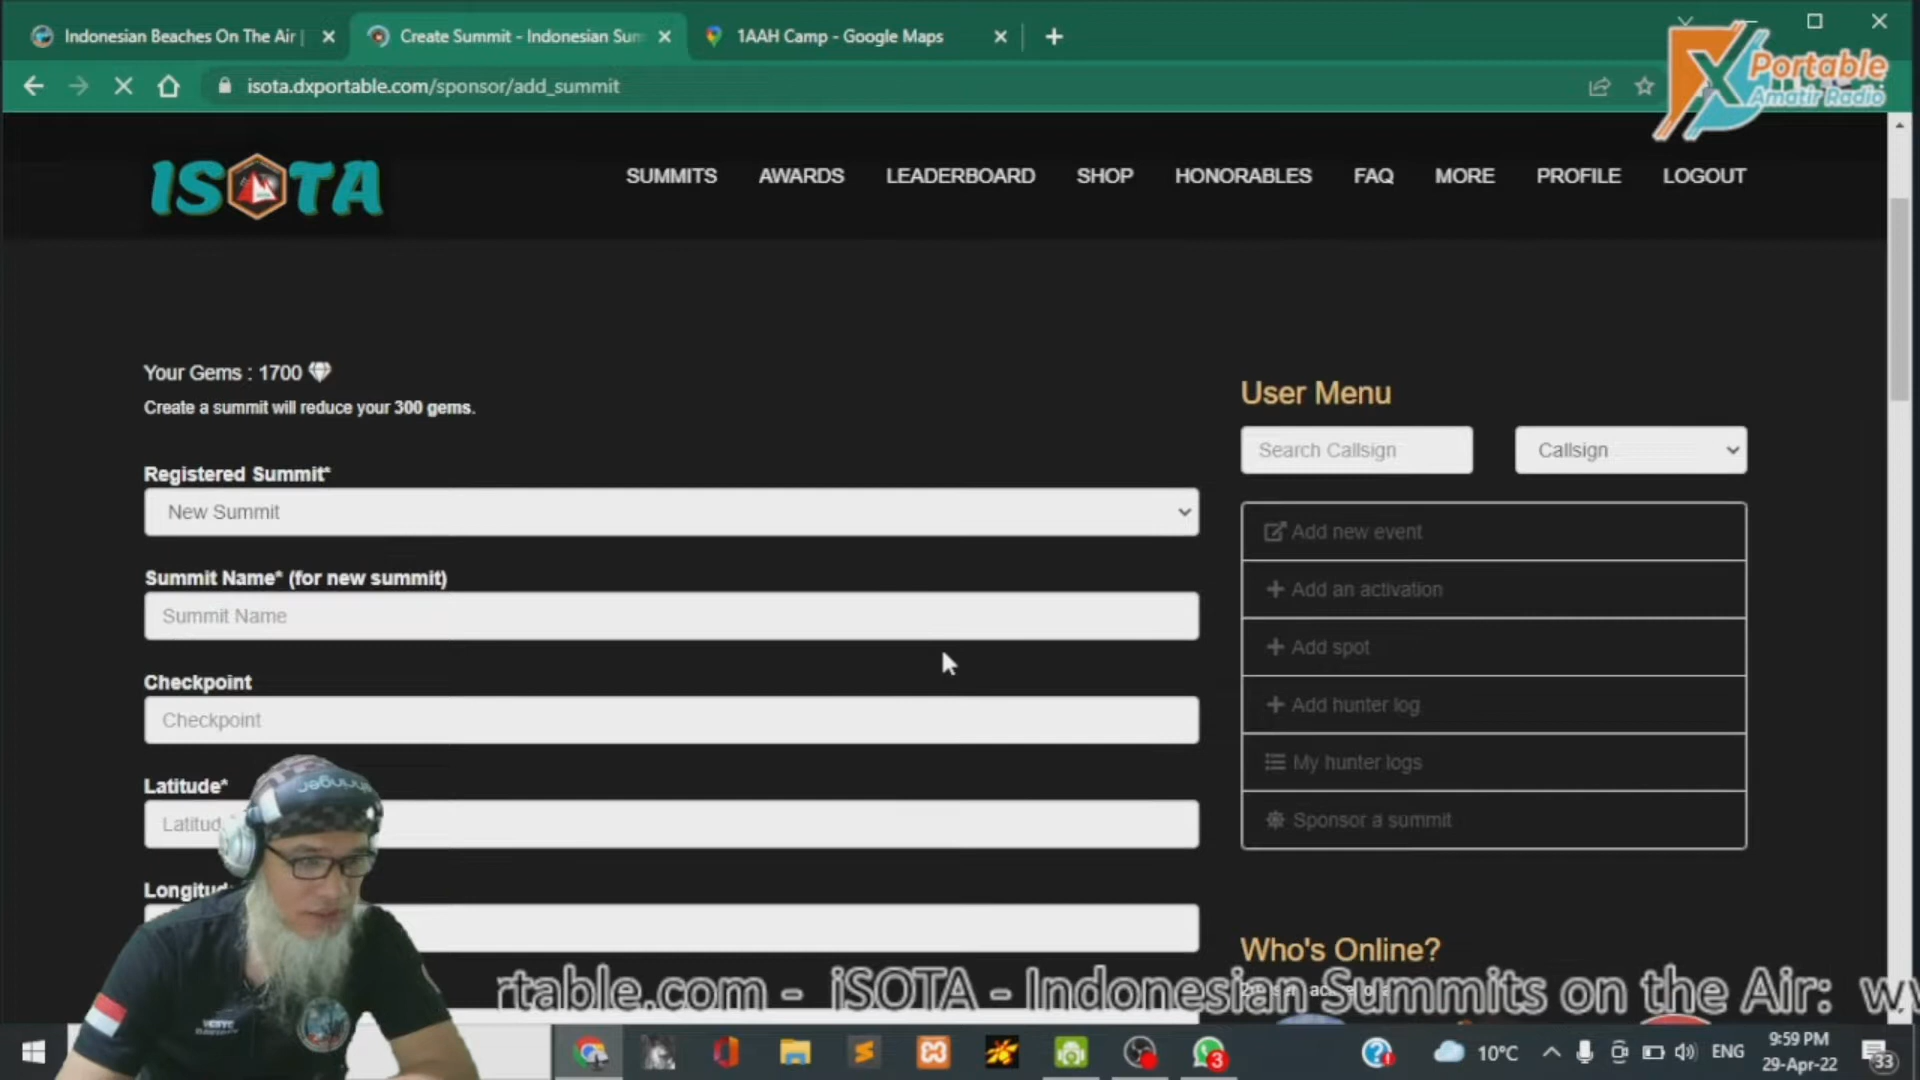 Indonesian Beaches On The Air |
Create Summit - Indonesian Sum
1AAH Camp - Google Maps
isota.dxportable.com/sponsor/add_summit
Portable
Amatir Radio
ISOTA
SUMMITS AWARDS LEADERBOARD SHOP HONORABLES FAQ MORE PROFILE LOGOUT
Your Gems : 1700
Create a summit will reduce your 300 gems.
Registered Summit*
New Summit
Summit Name* (for new summit)
Summit Name
Checkpoint
Checkpoint
Latitude*
Latitud
Longitud
User Menu
Search Callsign
Callsign
Add new event
Add an activation
Add spot
Add hunter log
My hunter logs
Sponsor a summit
Who's Online?
rtable.com - iSOTA - Indonesian Summits on the Air: w
3
10°C
ENG
9:59 PM
29-Apr-22
33